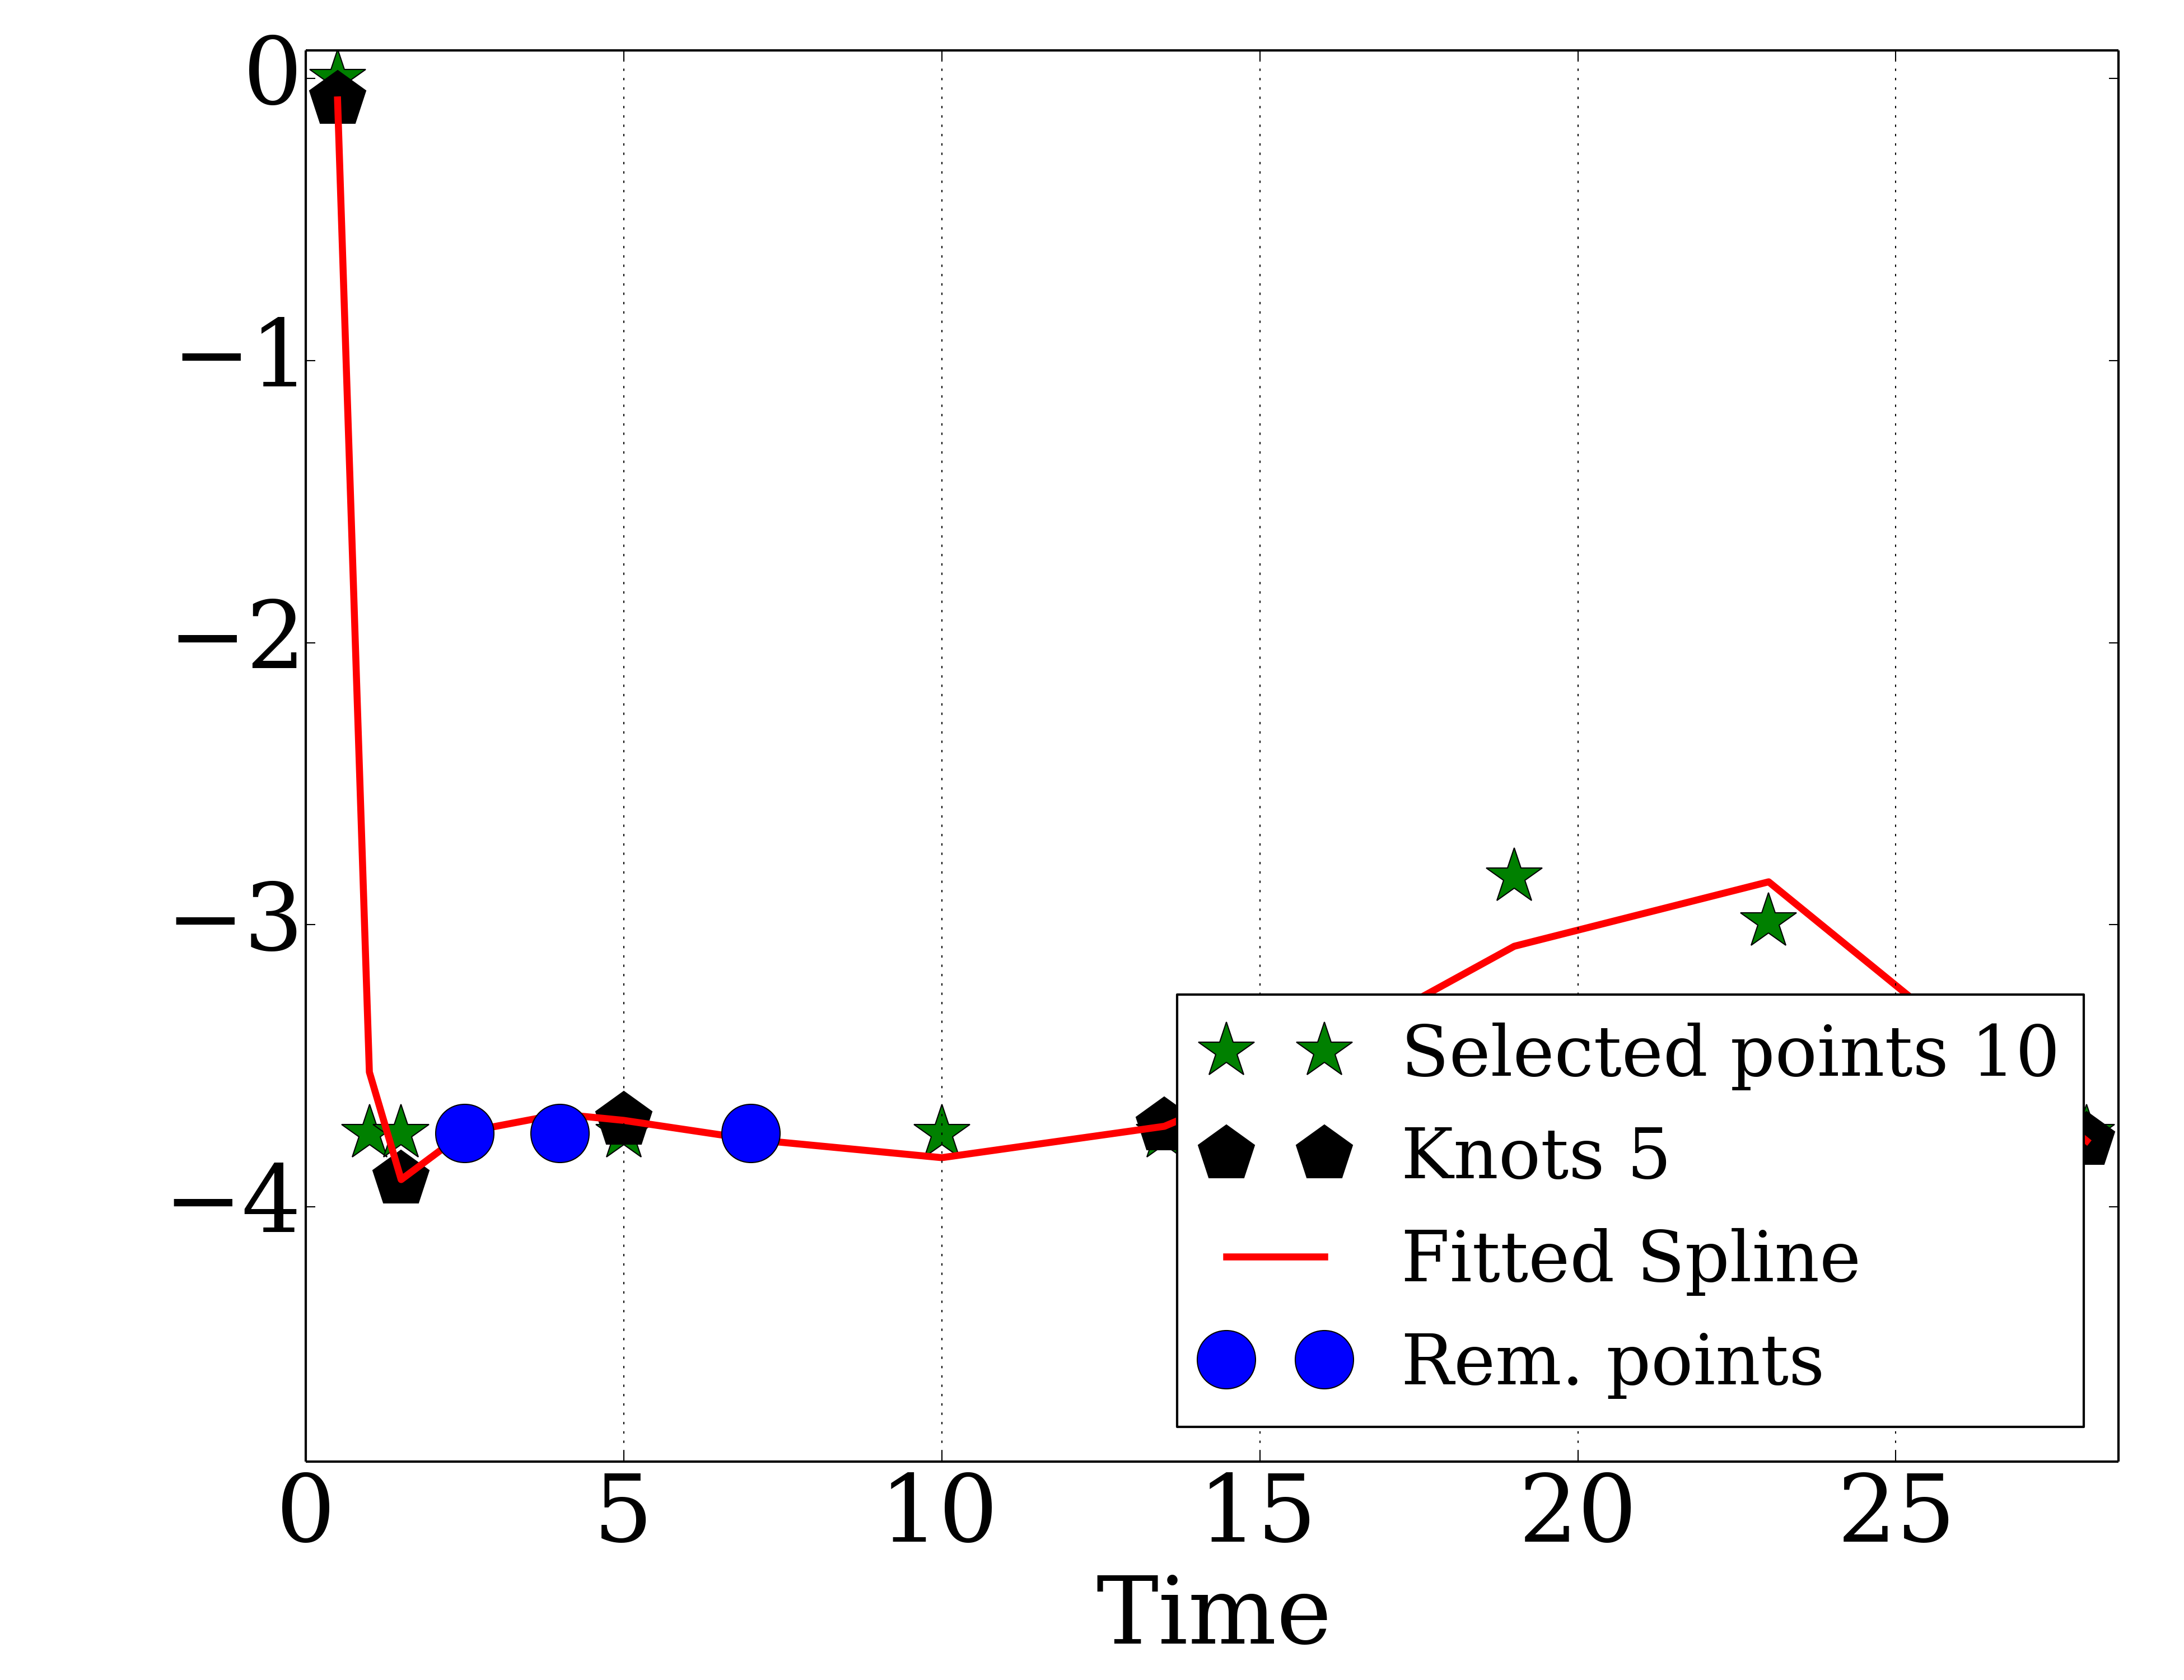 0
−1
−2
−3
−4
Selected points 10
Knots 5
Fitted Spline
Rem. points
0 5 10 15 20 25
Time